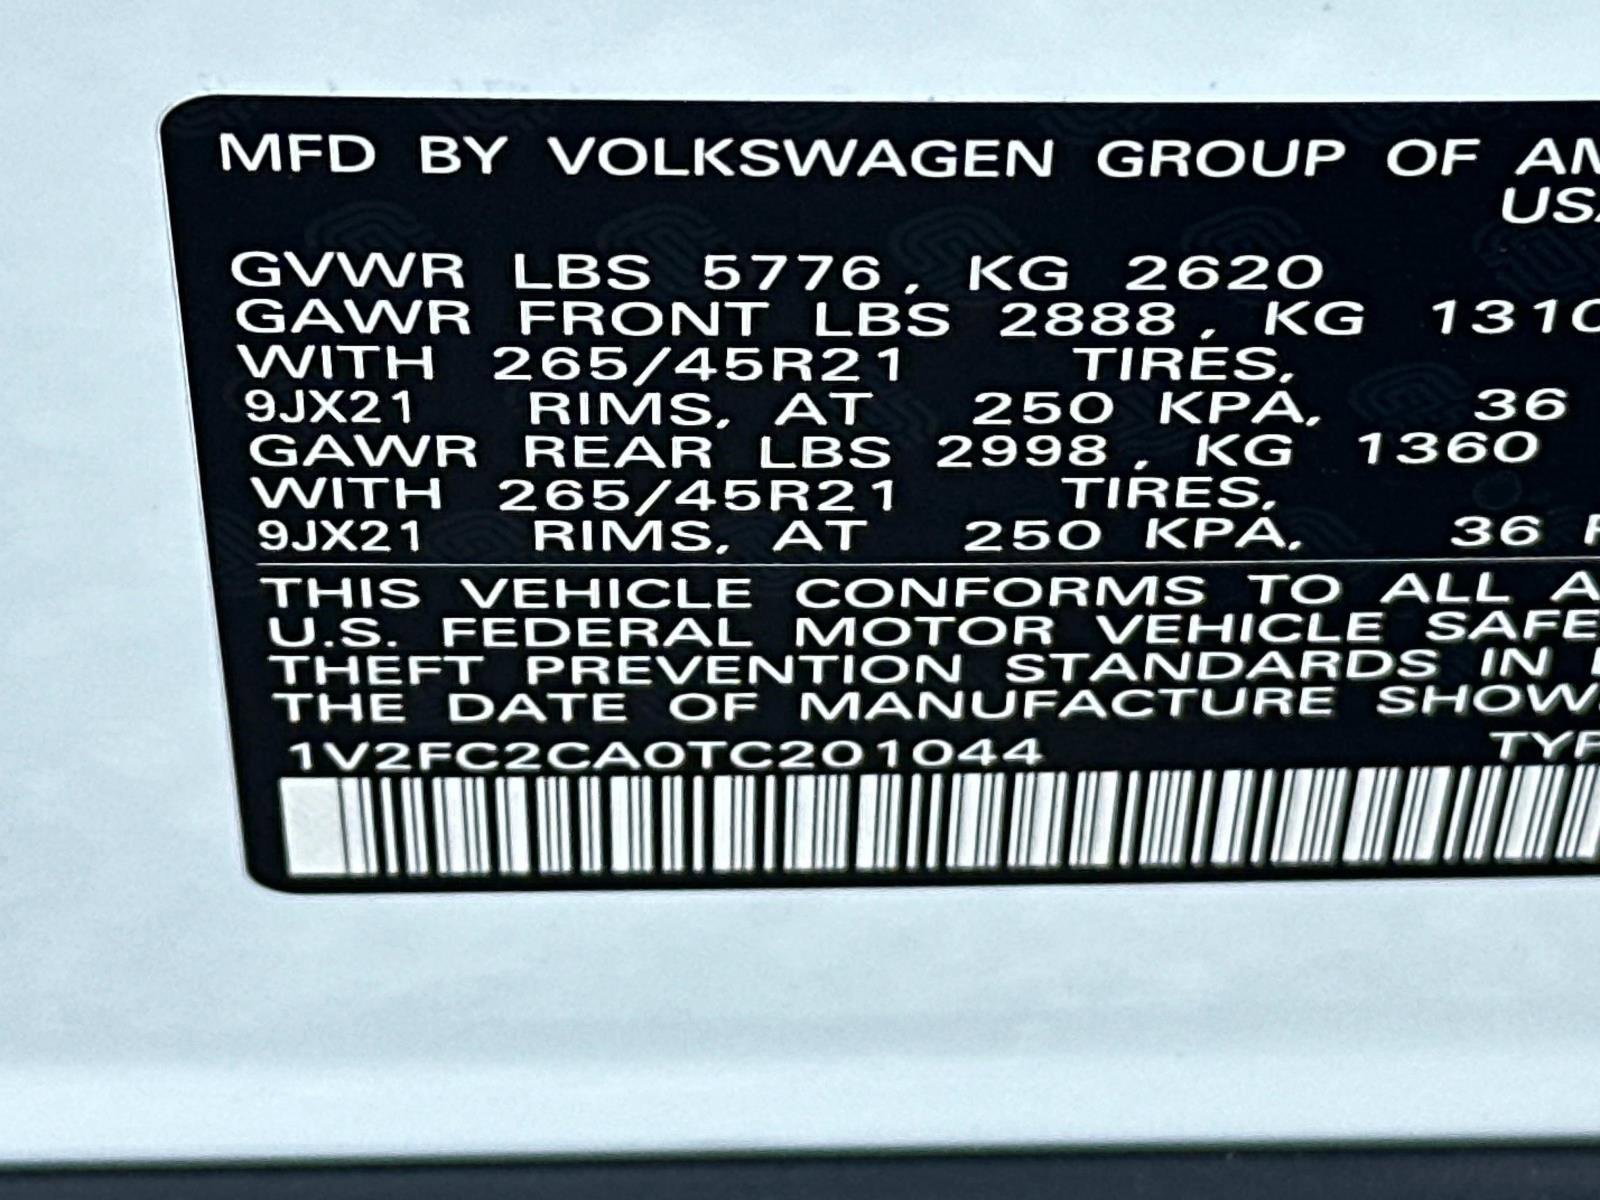 MFD BY VOLKSWAGEN GROUP OF AM
USA
GVWR LBS 5776, KG 2620
GAWR FRONT LBS 2888, KG 1310
WITH 265/45R21 TIRES,
9JX21 RIMS, AT 250 KPA, 36
GAWR REAR LBS 2998, KG 1360
WITH 265/45R21 TIRES,
9JX21 RIMS, AT 250 KPA, 36
THIS VEHICLE CONFORMS TO ALL A
U.S. FEDERAL MOTOR VEHICLE SAFE
THEFT PREVENTION STANDARDS IN
THE DATE OF MANUFACTURE SHOW
1V2FC2CA0TC201044 TYP